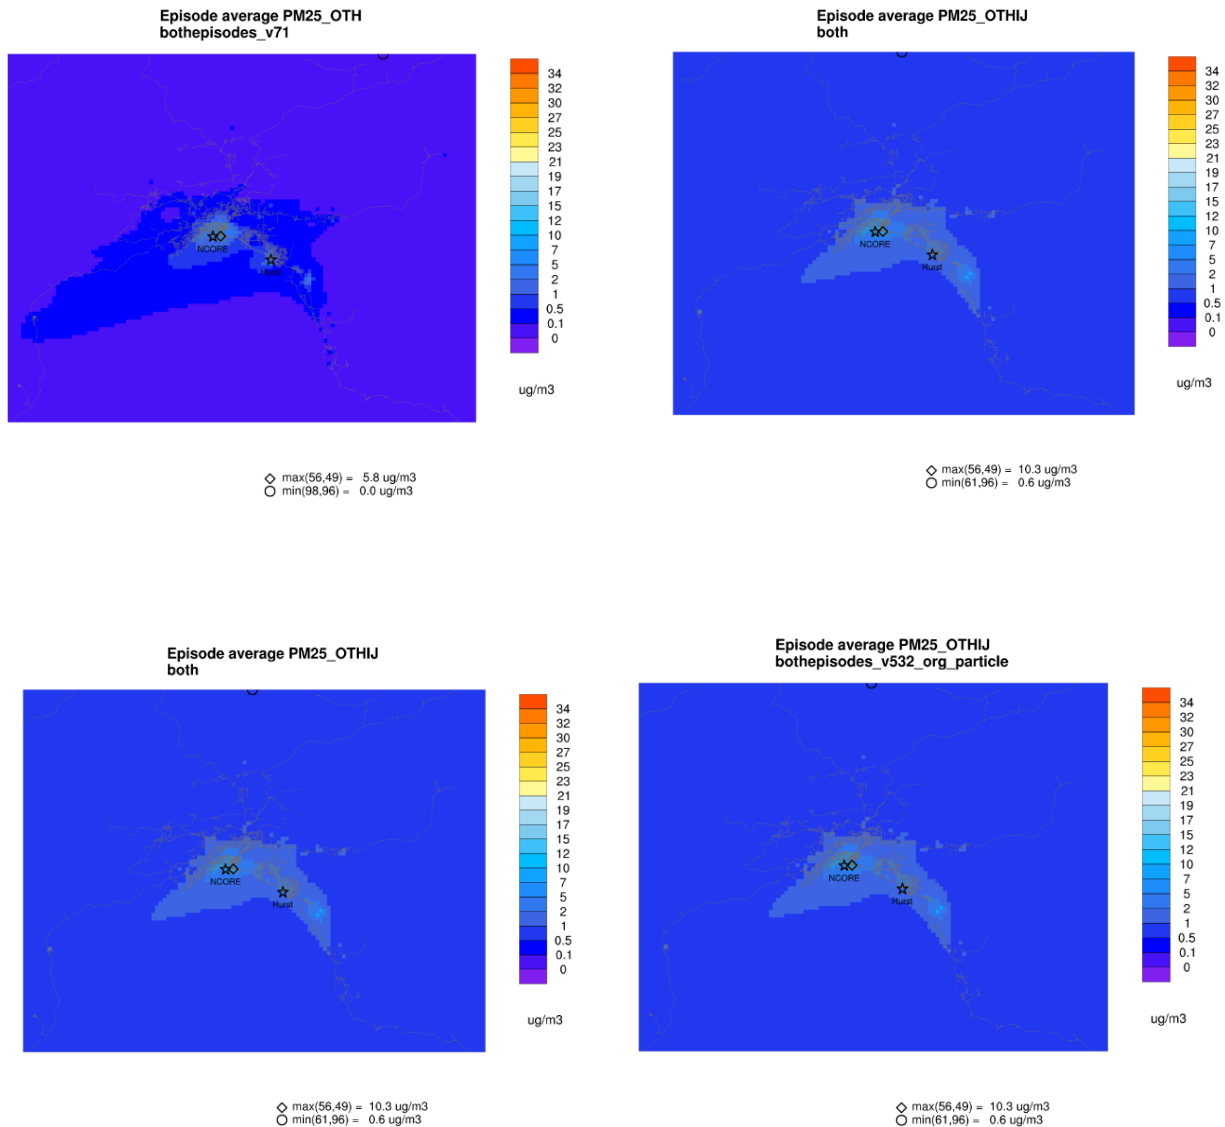 Episode average PM25_OTH
bothepisodes_v71
34
32
30
27
25
23
21
19
17
15
12
10
7
5
2
1
0.5
0.1
0
NCORE
Hurst
ug/m3
max(56,49) = 5.8 ug/m3
min(98,96) = 0.0 ug/m3
Episode average PM25_OTHIJ
both
34
32
30
27
25
23
21
19
17
15
12
10
7
5
2
1
0.5
0.1
0
NCORE
Hurst
ug/m3
max(56,49) = 10.3 ug/m3
min(61,96) = 0.6 ug/m3
Episode average PM25_OTHIJ
both
34
32
30
27
25
23
21
19
17
15
12
10
7
5
2
1
0.5
0.1
0
NCORE
Hurst
ug/m3
max(56,49) = 10.3 ug/m3
min(61,96) = 0.6 ug/m3
Episode average PM25_OTHIJ
bothepisodes_v532_org_particle
34
32
30
27
25
23
21
19
17
15
12
10
7
5
2
1
0.5
0.1
0
NCORE
Hurst
ug/m3
max(56,49) = 10.3 ug/m3
min(61,96) = 0.6 ug/m3